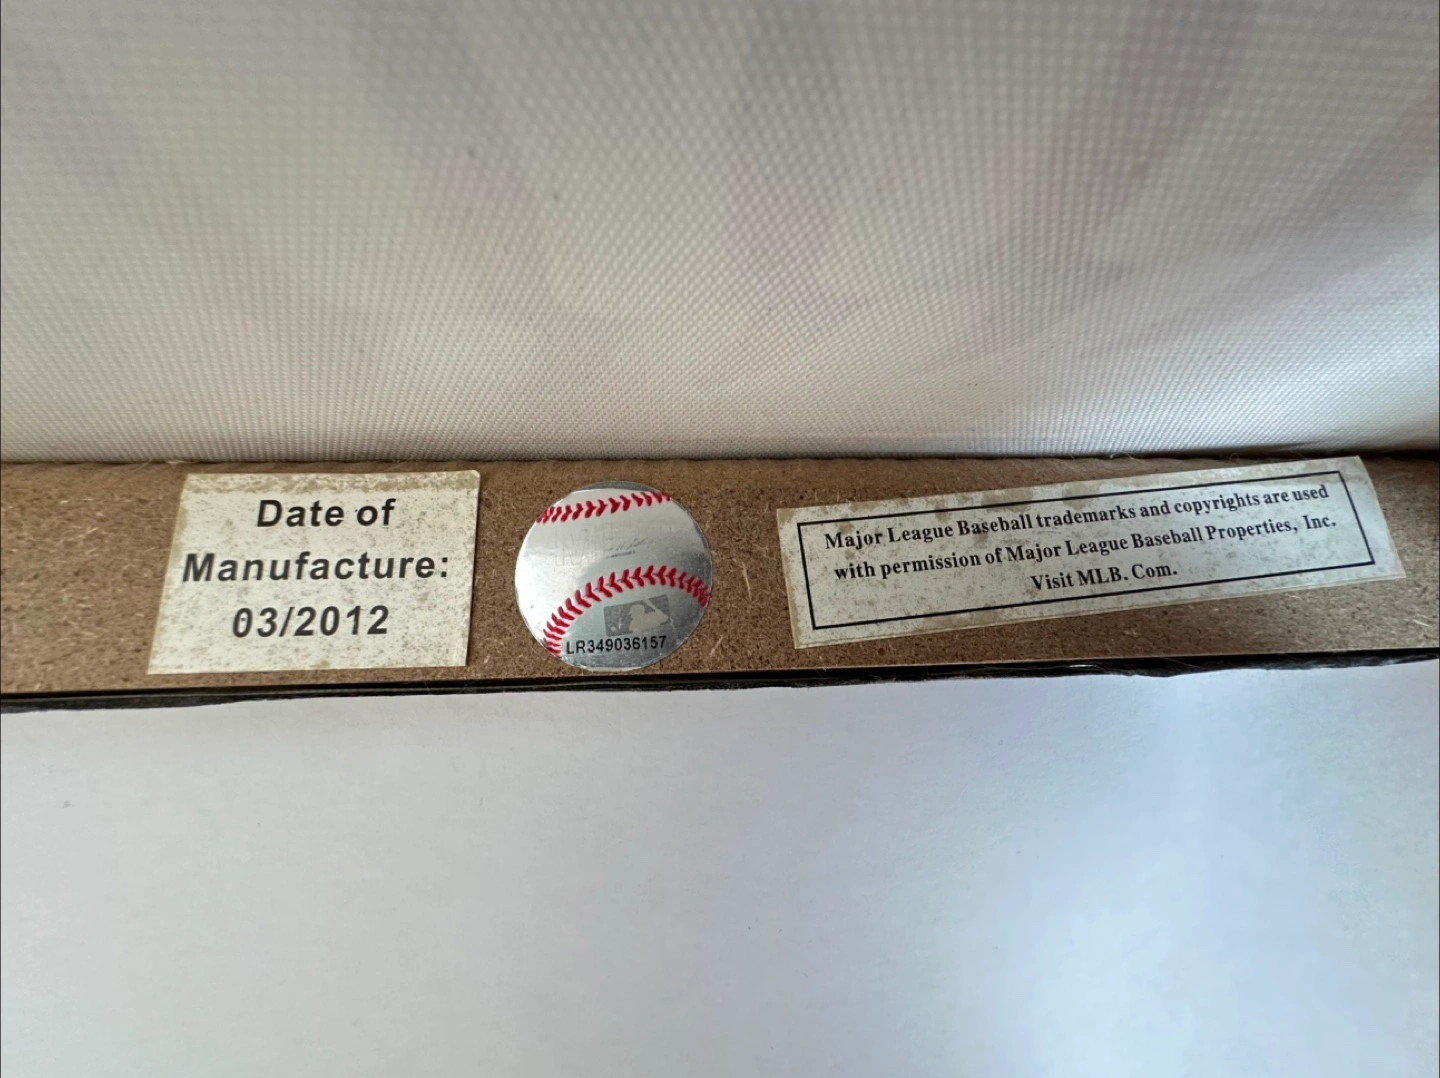 Date of
Manufacture:
03/2012
LR349036157
Major League Baseball trademarks and copyrights are used
with permission of Major League Baseball Properties, Inc.
Visit MLB. Com.